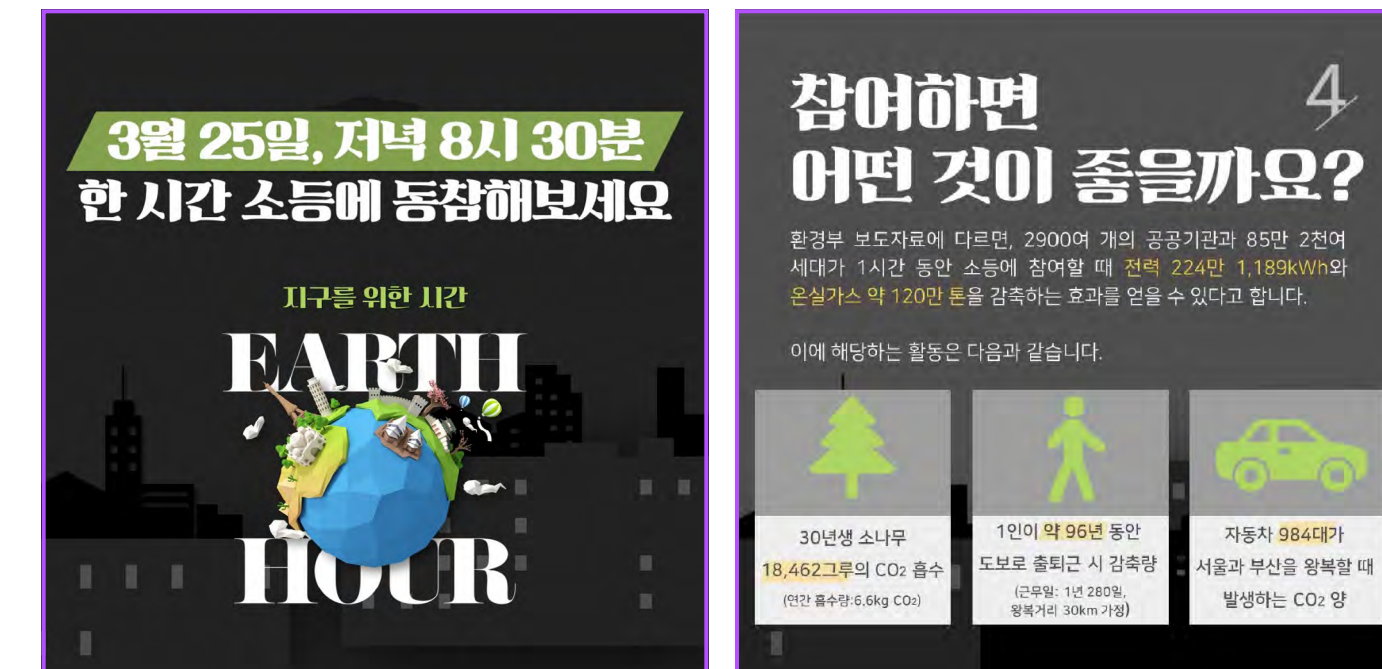 3월 25일, 저녁 8시 30분
한 시간 소등에 동참해보세요
지구를 위한 시간
EARTH
HOUR
4
참여하면
어떤 것이 좋을까요?
환경부 보도자료에 다르면, 2900여 개의 공공기관과 85만 2천여
세대가 1시간 동안 소등에 참여할 때 전력 224만 1,189kWh와
온실가스 약 120만 톤을 감축하는 효과를 얻을 수 있다고 합니다.
이에 해당하는 활동은 다음과 같습니다.
30년생 소나무
18,462그루의 CO₂ 흡수
(연간 흡수량:6.6kg CO₂)
1인이 약 96년 동안
도보로 출퇴근 시 감축량
(근무일: 1년 280일,
왕복거리 30km 가정)
자동차 984대가
서울과 부산을 왕복할 때
발생하는 CO₂ 양